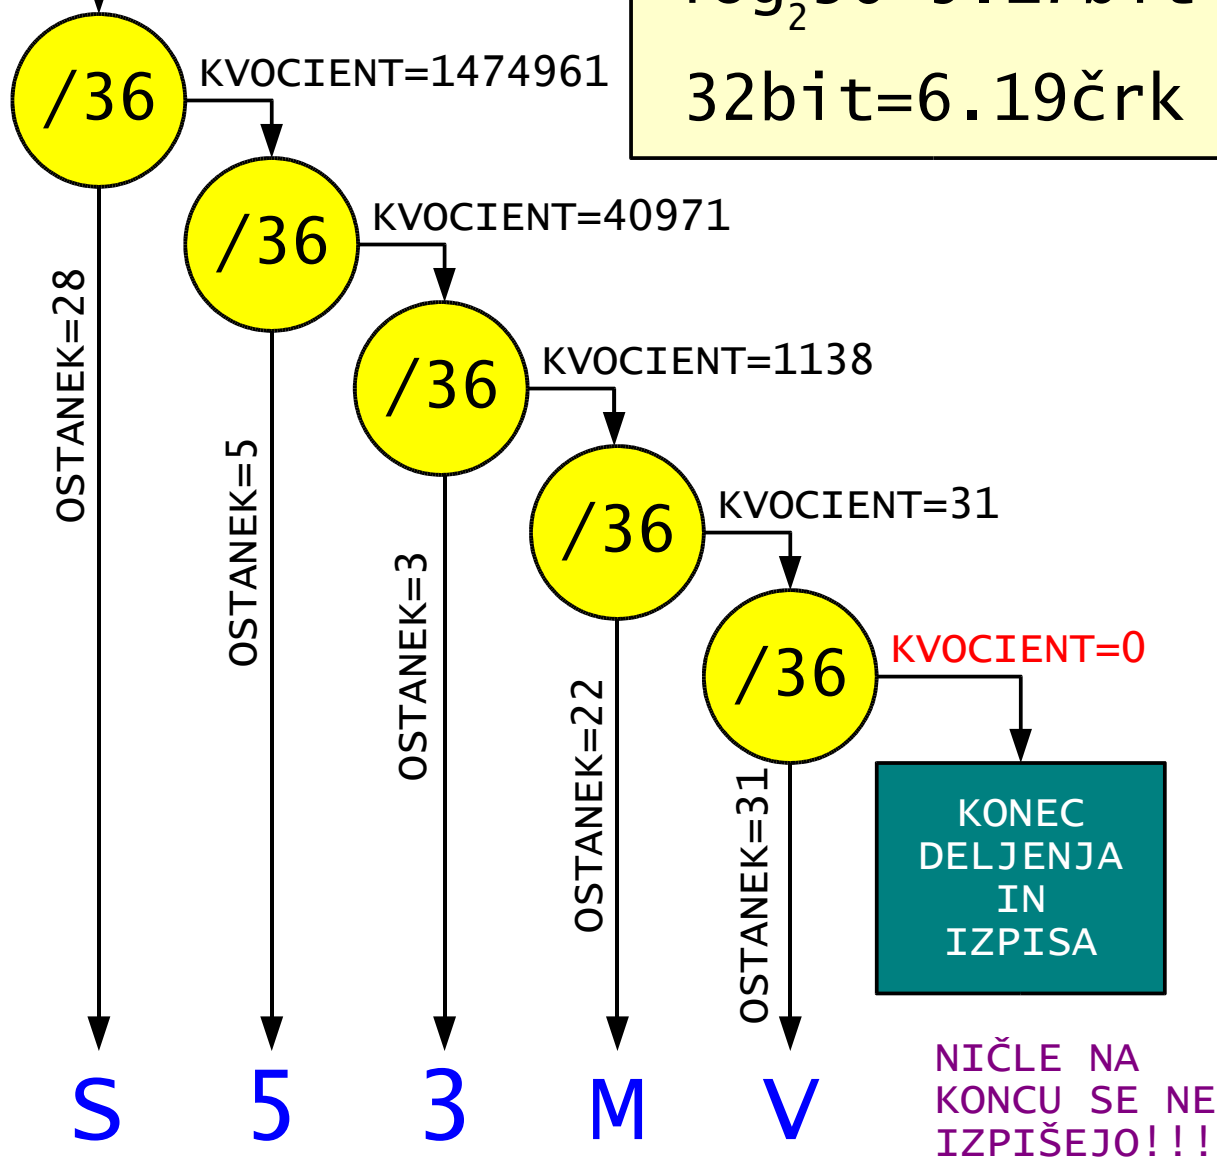 32bit=6.19črk
/36
KVOCIENT=1474961
OSTANEK=28
/36
KVOCIENT=40971
OSTANEK=5
/36
KVOCIENT=1138
OSTANEK=3
/36
KVOCIENT=31
OSTANEK=22
/36
KVOCIENT=0
OSTANEK=31
KONEC
DELJENJA
IN
IZPISA
S 5 3 M V
NIČLE NA
KONCU SE NE
IZPIŠEJO!!!